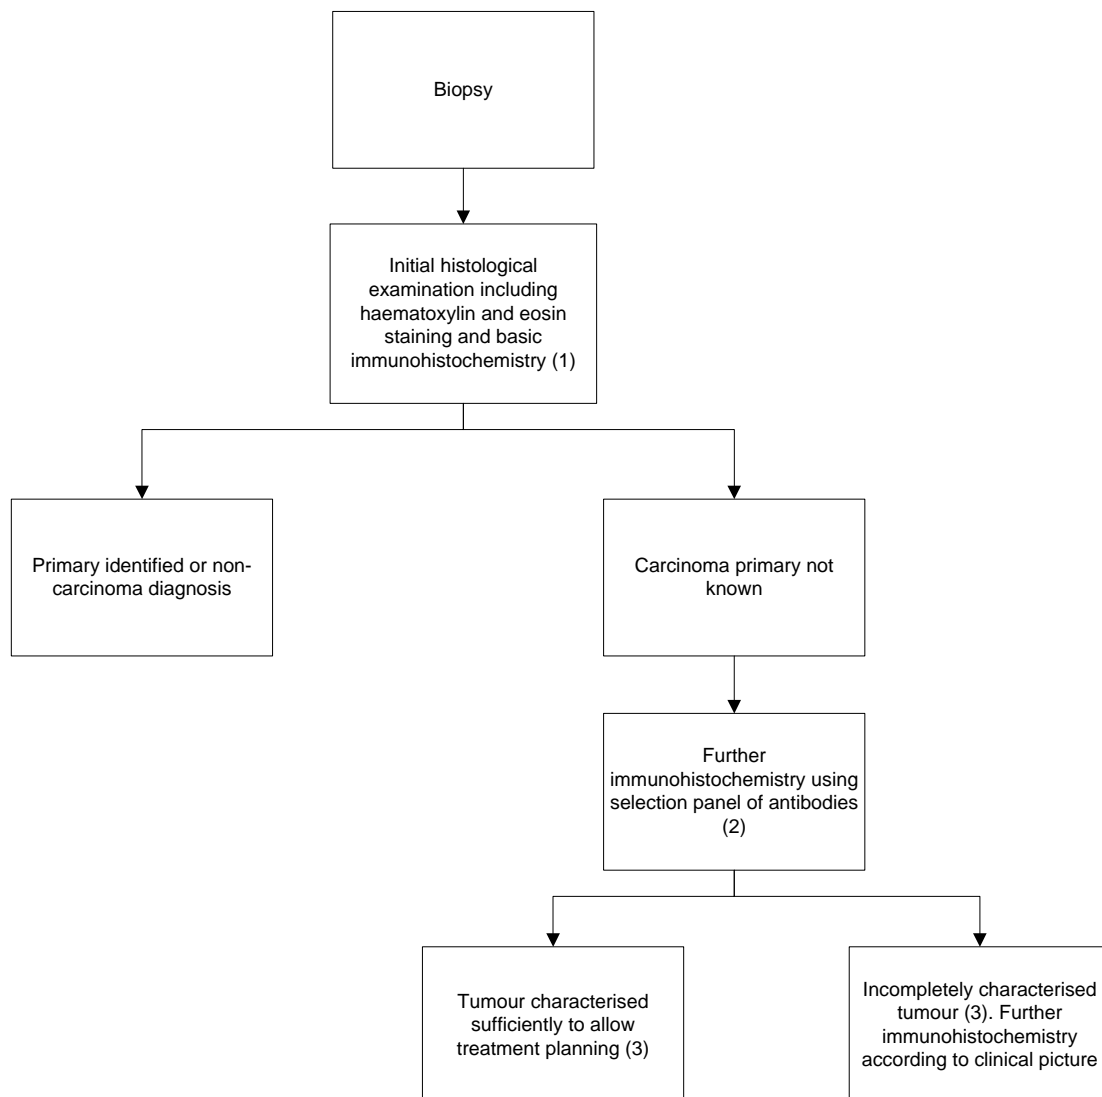 Biopsy
Initial histological
examination including
haematoxylin and eosin
staining and basic
immunohistochemistry (1)
Primary identified or non-
carcinoma diagnosis
Carcinoma primary not
known
Further
immunohistochemistry using
selection panel of antibodies
(2)
Tumour characterised
sufficiently to allow
treatment planning (3)
Incompletely characterised
tumour (3). Further
immunohistochemistry
according to clinical picture